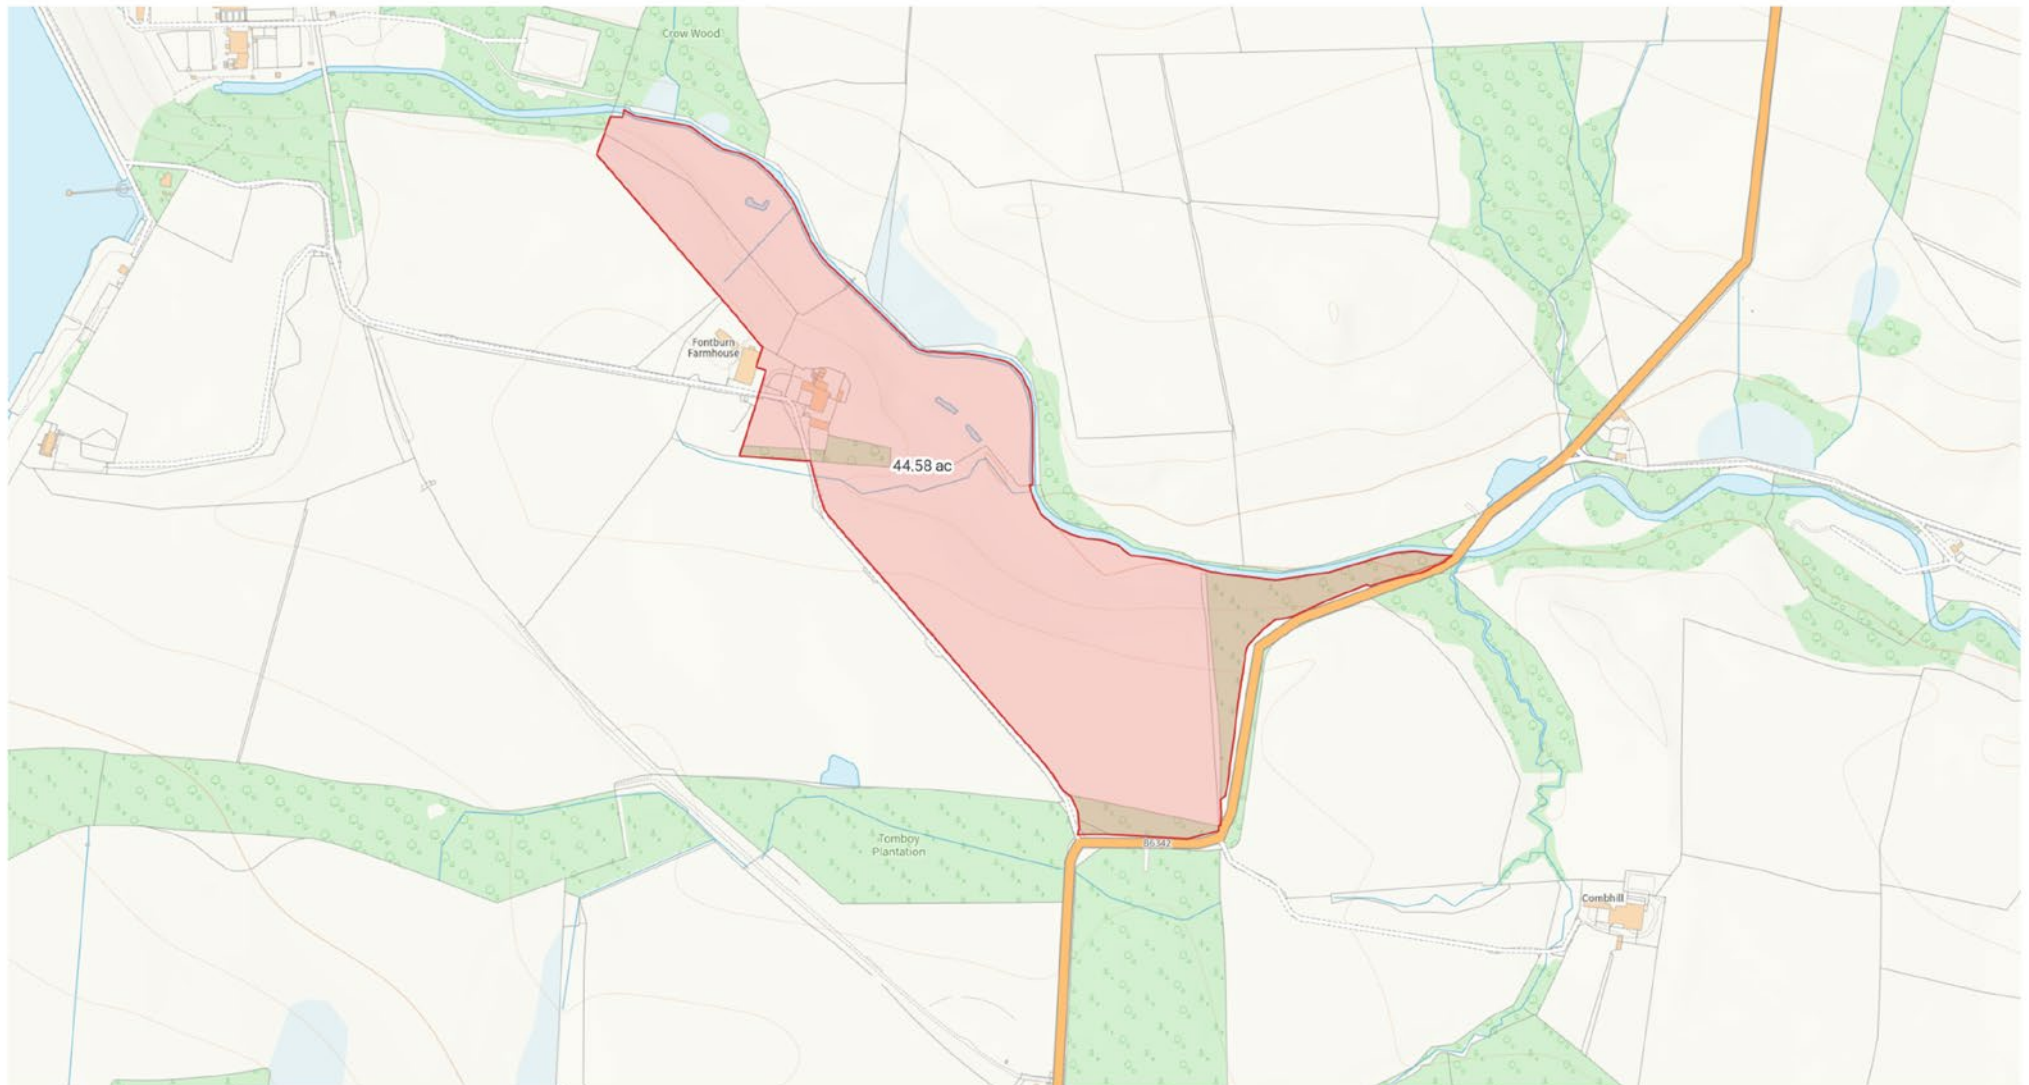 Crow Wood
Fontburn
Farmhouse
44.58 ac
Tomboy
Plantation
B6342
Combhill